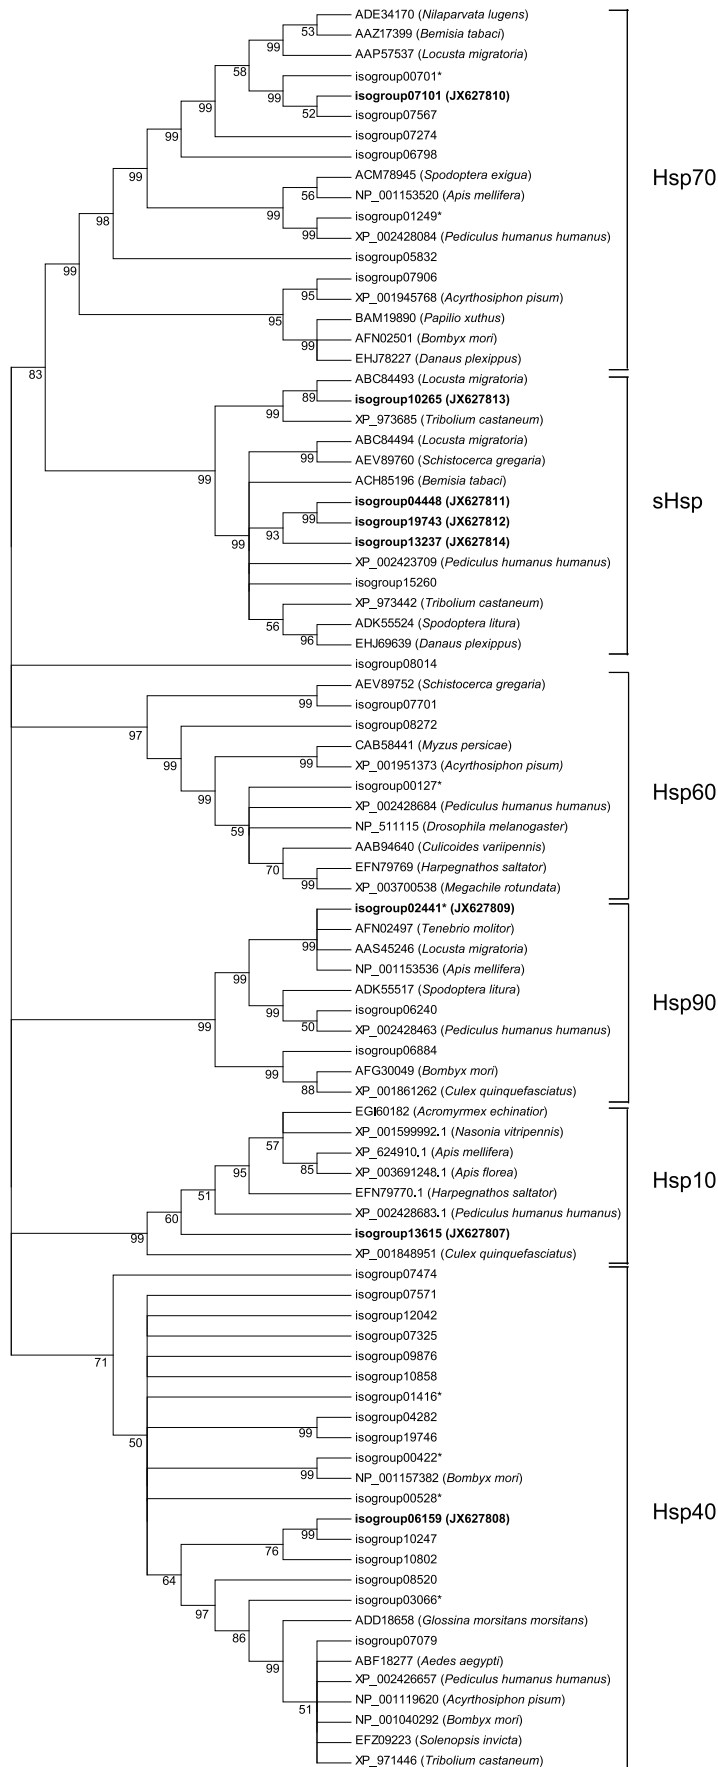 ADE34170 (Nilaparvata lugens)
53
AAZ17399 (Bemisia tabaci)
99
AAP57537 (Locusta migratoria)
58
isogroup00701*
99
isogroup07101 (JX627810)
52
isogroup07567
99
isogroup07274
99
isogroup06798
99
ACM78945 (Spodoptera exigua)
Hsp70
56
NP_001153520 (Apis mellifera)
99
isogroup01249*
98
99
XP_002428084 (Pediculus humanus humanus)
isogroup05832
99
isogroup07906
95
XP_001945768 (Acyrthosiphon pisum)
95
BAM19890 (Papilio xuthus)
AFN02501 (Bombyx mori)
99
EHJ78227 (Danaus plexippus)
83
ABC84493 (Locusta migratoria)
89
isogroup10265 (JX627813)
99
XP_973685 (Tribolium castaneum)
ABC84494 (Locusta migratoria)
99
AEV89760 (Schistocerca gregaria)
99
ACH85196 (Bemisia tabaci)
isogroup04448 (JX627811)
sHsp
99
isogroup19743 (JX627812)
93
isogroup13237 (JX627814)
99
XP_002423709 (Pediculus humanus humanus)
isogroup15260
XP_973442 (Tribolium castaneum)
56
ADK55524 (Spodoptera litura)
96
EHJ69639 (Danaus plexippus)
isogroup08014
AEV89752 (Schistocerca gregaria)
99
isogroup07701
97
isogroup08272
99
CAB58441 (Myzus persicae)
99
XP_001951373 (Acyrthosiphon pisum)
99
isogroup00127*
Hsp60
XP_002428684 (Pediculus humanus humanus)
59
NP_511115 (Drosophila melanogaster)
AAB94640 (Culicoides variipennis)
70
EFN79769 (Harpegnathos saltator)
99
XP_003700538 (Megachile rotundata)
isogroup02441* (JX627809)
AFN02497 (Tenebrio molitor)
99
AAS45246 (Locusta migratoria)
99
NP_001153536 (Apis mellifera)
ADK55517 (Spodoptera litura)
Hsp90
99
isogroup06240
50
99
XP_002428463 (Pediculus humanus humanus)
isogroup06884
99
AFG30049 (Bombyx mori)
88
XP_001861262 (Culex quinquefasciatus)
EGI60182 (Acromyrmex echinatior)
XP_001599992.1 (Nasonia vitripennis)
57
XP_624910.1 (Apis mellifera)
85
95
XP_003691248.1 (Apis florea)
Hsp10
51
EFN79770.1 (Harpegnathos saltator)
60
XP_002428683.1 (Pediculus humanus humanus)
99
isogroup13615 (JX627807)
XP_001848951 (Culex quinquefasciatus)
isogroup07474
isogroup07571
isogroup12042
isogroup07325
isogroup09876
71
isogroup10858
isogroup01416*
isogroup04282
99
50
isogroup19746
isogroup00422*
99
NP_001157382 (Bombyx mori)
isogroup00528*
Hsp40
isogroup06159 (JX627808)
99
isogroup10247
76
isogroup10802
64
isogroup08520
97
isogroup03066*
86
ADD18658 (Glossina morsitans morsitans)
isogroup07079
99
ABF18277 (Aedes aegypti)
XP_002426657 (Pediculus humanus humanus)
51
NP_001119620 (Acyrthosiphon pisum)
NP_001040292 (Bombyx mori)
EFZ09223 (Solenopsis invicta)
XP_971446 (Tribolium castaneum)